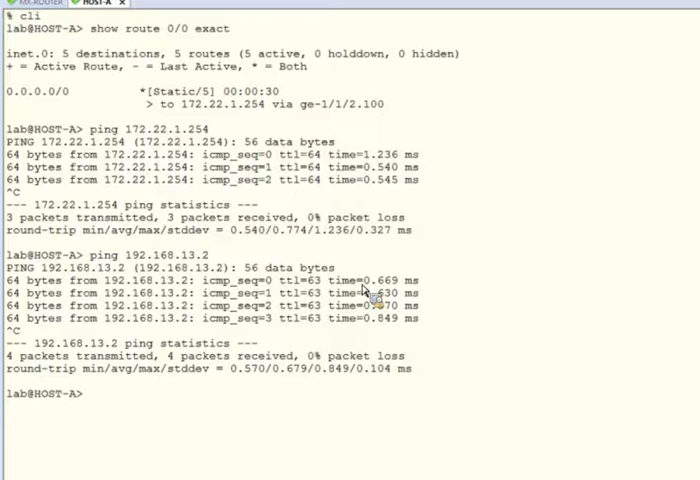 MX-ROUTER HOST-A
% cli
lab@HOST-A> show route 0/0 exact
inet.0: 5 destinations, 5 routes (5 active, 0 holddown, 0 hidden)
+ = Active Route, - = Last Active, * = Both
0.0.0.0/0 *[Static/5] 00:00:30
> to 172.22.1.254 via ge-1/1/2.100
lab@HOST-A> ping 172.22.1.254
PING 172.22.1.254 (172.22.1.254): 56 data bytes
64 bytes from 172.22.1.254: icmp_seq=0 ttl=64 time=1.236 ms
64 bytes from 172.22.1.254: icmp_seq=1 ttl=64 time=0.540 ms
64 bytes from 172.22.1.254: icmp_seq=2 ttl=64 time=0.545 ms
^C
--- 172.22.1.254 ping statistics ---
3 packets transmitted, 3 packets received, 0% packet loss
round-trip min/avg/max/stddev = 0.540/0.774/1.236/0.327 ms
lab@HOST-A> ping 192.168.13.2
PING 192.168.13.2 (192.168.13.2): 56 data bytes
64 bytes from 192.168.13.2: icmp_seq=0 ttl=63 time=0.669 ms
64 bytes from 192.168.13.2: icmp_seq=1 ttl=63 ms
64 bytes from 192.168.13.2: icmp_seq=2 ttl=63 ms
64 bytes from 192.168.13.2: icmp_seq=3 ttl=63 time=0.849 ms
^C
--- 192.168.13.2 ping statistics ---
4 packets transmitted, 4 packets received, 0% packet loss
round-trip min/avg/max/stddev = 0.570/0.679/0.849/0.104 ms
lab@HOST-A>